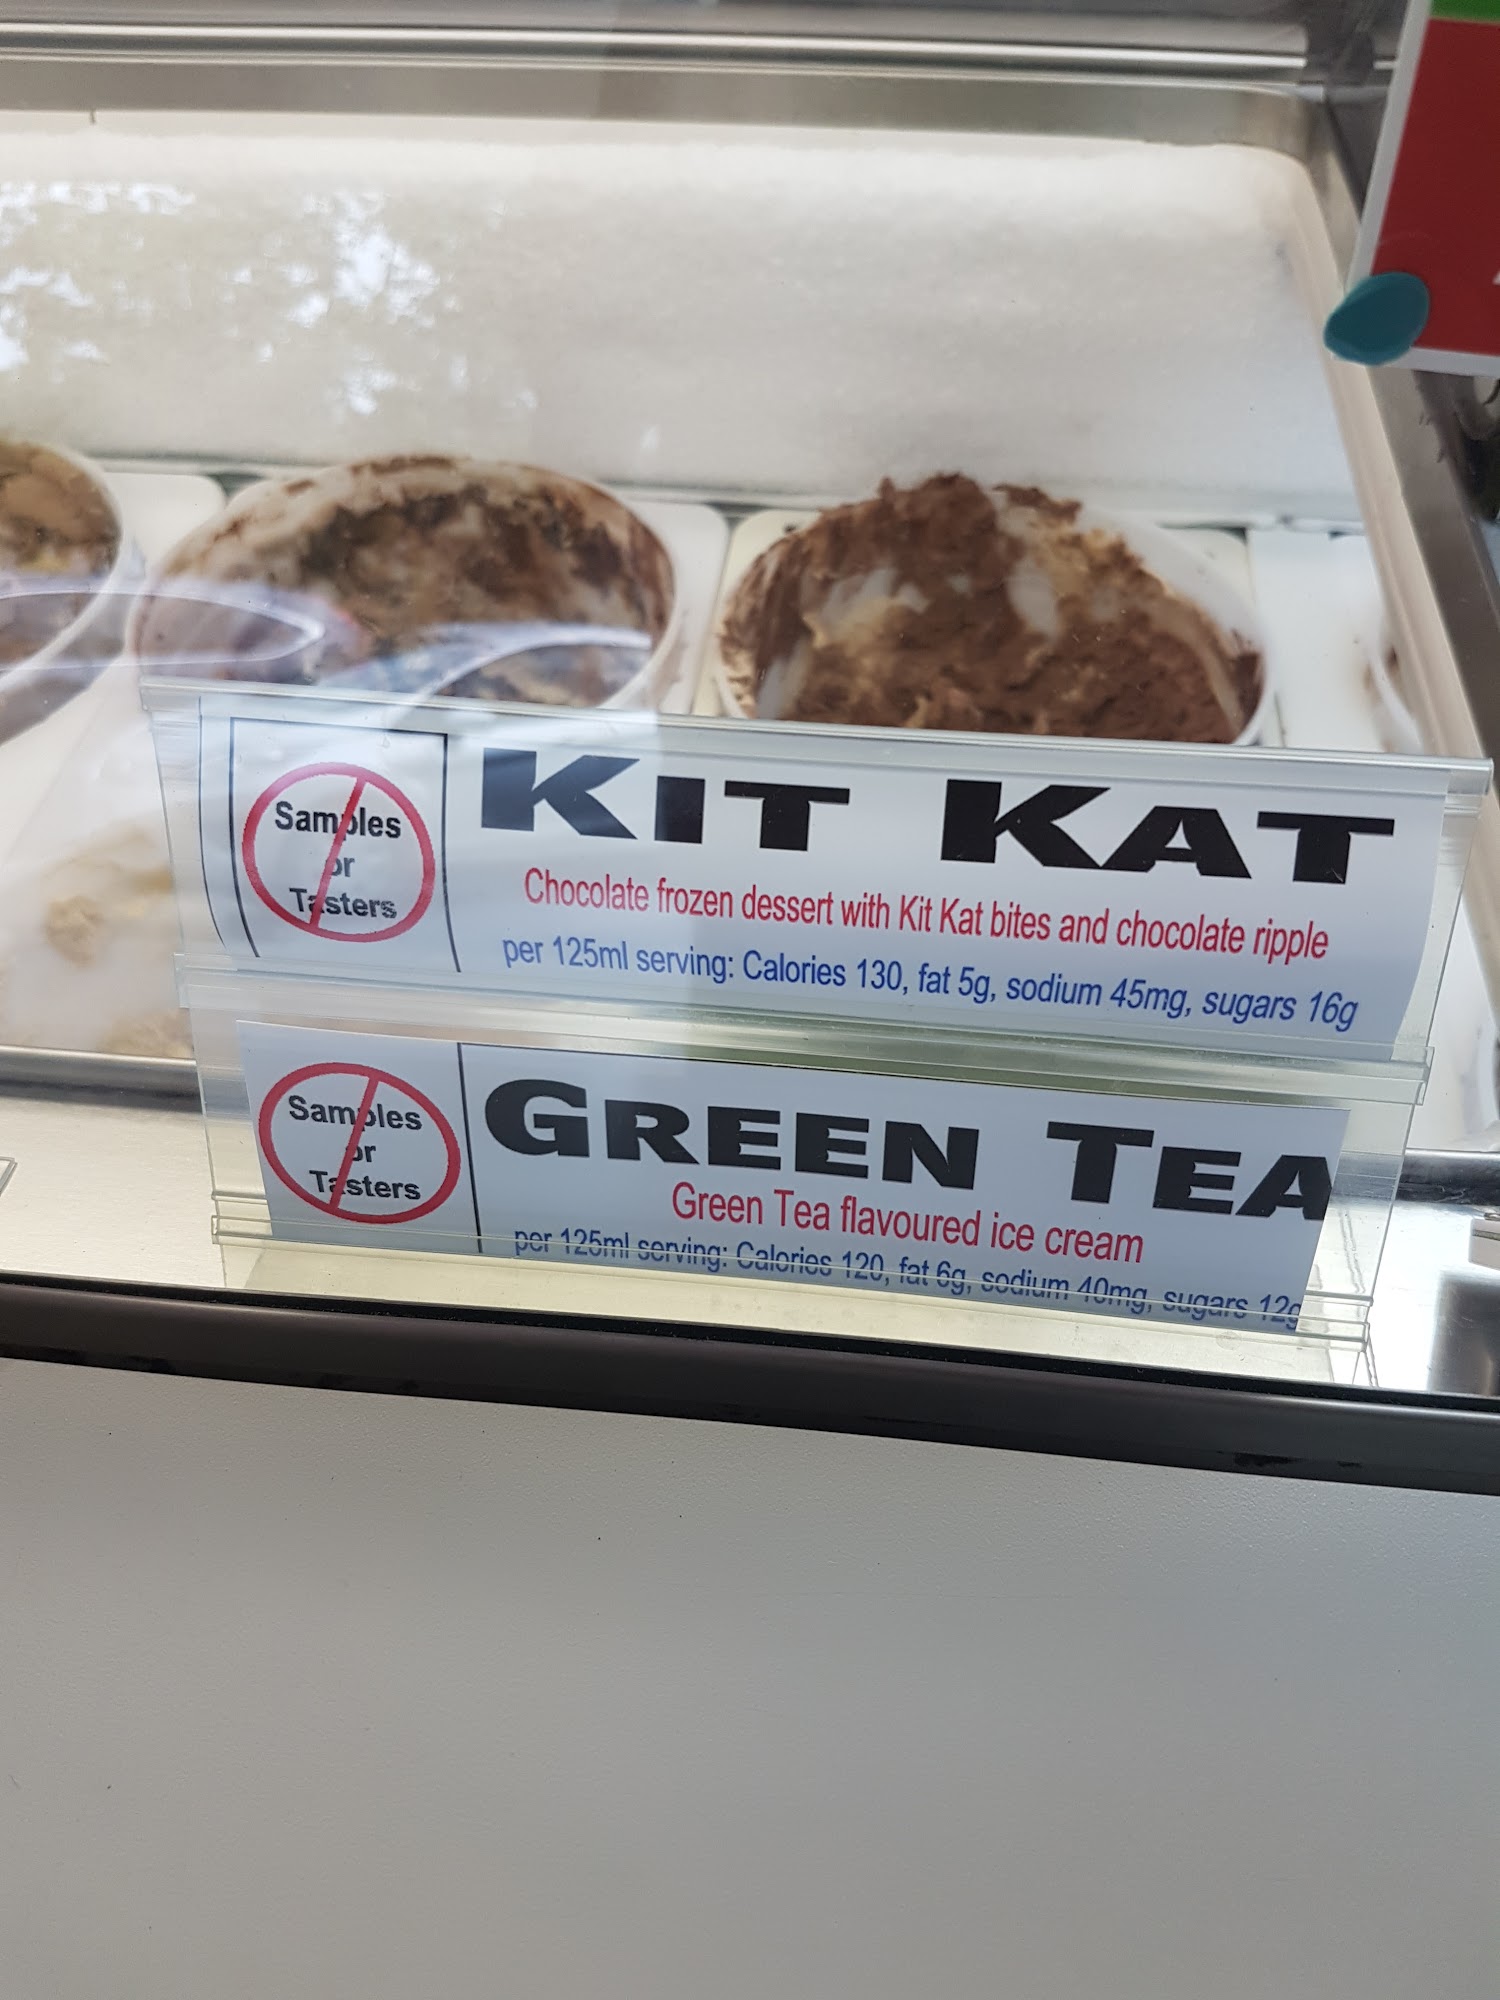 Samples
or
Tasters
KIT KAT
Chocolate frozen dessert with Kit Kat bites and chocolate ripple
per 125ml serving: Calories 130, fat 5g, sodium 45mg, sugars 16g
Samples
or
Tasters
GREEN TEA
Green Tea flavoured ice cream
per 125ml serving: Calories 120, fat 6g, sodium 40mg, sugars 12g